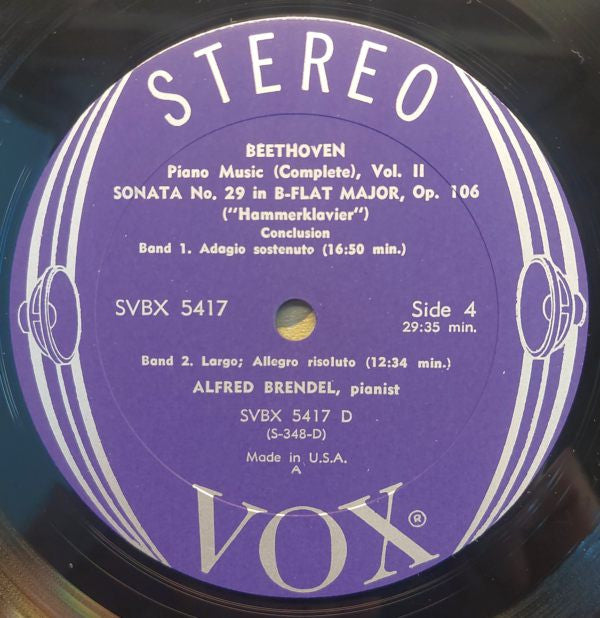 STEREO
BEETHOVEN
Piano Music (Complete), Vol. II
SONATA No. 29 in B-FLAT MAJOR, Op. 106
("Hammerklavier")
Conclusion
Band 1. Adagio sostenuto (16:50 min.)
SVBX 5417
Side 4
29:35 min.
Band 2. Largo; Allegro risoluto (12:34 min.)
ALFRED BRENDEL, pianist
SVBX 5417 D
(S-348-D)
Made in U.S.A.
A
VOX®